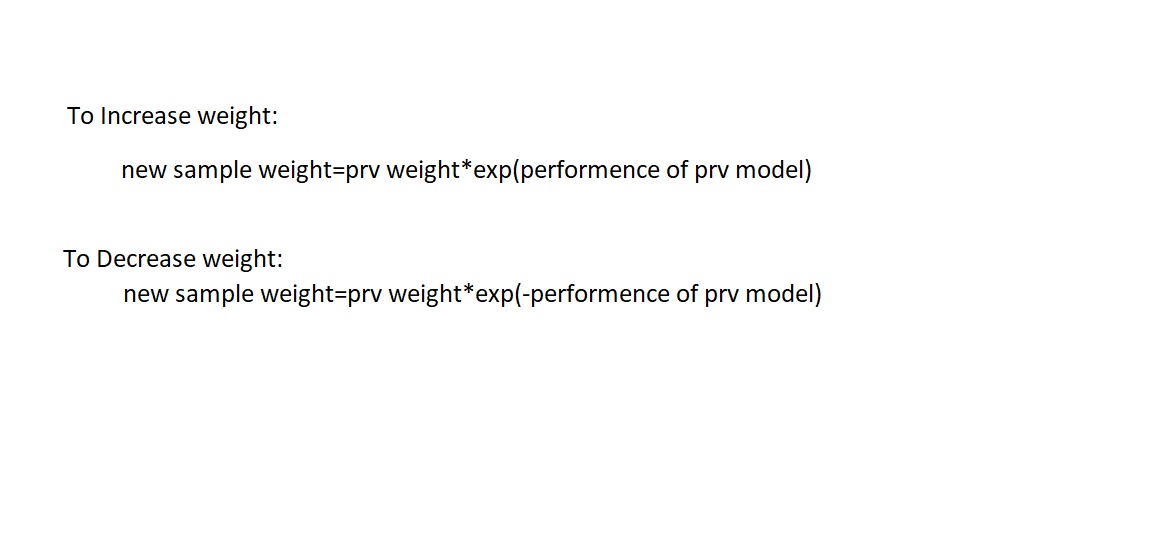 To Increase weight:
new sample weight=prv weight*exp(performence of prv model)
To Decrease weight:
new sample weight=prv weight*exp(-performence of prv model)